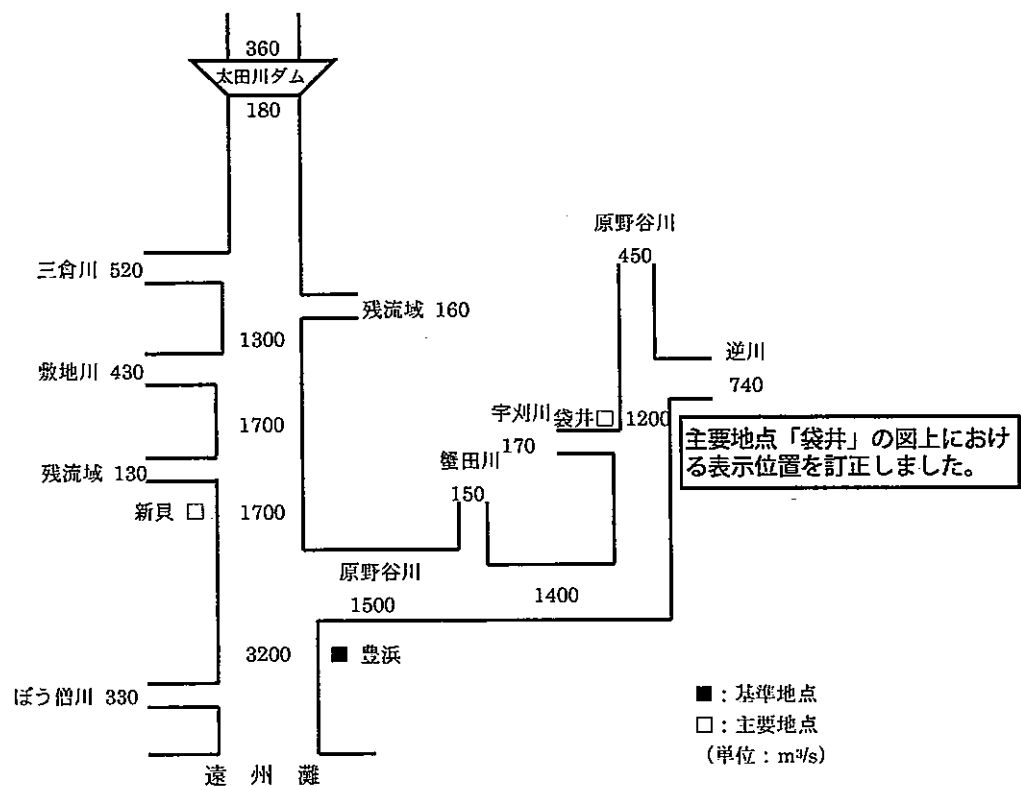 360
太田川ダム
180
原野谷川
450
三倉川 520
残流域 160
1300
逆川
敷地川 430
740
宇刈川
袋井□ 1200
1700
170
主要地点「袋井」の図上におけ
る表示位置を訂正しました。
蟹田川
残流域 130
150
新貝 □
1700
原野谷川
1500
1400
3200
■ 豊浜
ぼう僧川 330
■:基準地点
□:主要地点
(単位:m³/s)
遠 州 灘